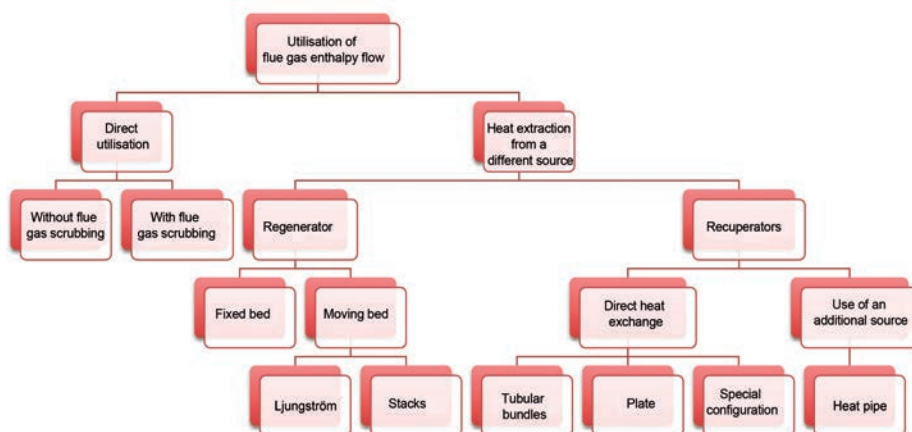 Utilisation of
flue gas enthalpy flow
Direct
utilisation
Heat extraction
from a
different source
Without flue
gas scrubbing
With flue
gas scrubbing
Regenerator
Recuperators
Fixed bed
Moving bed
Direct heat
exchange
Use of an
additional source
Ljungström
Stacks
Tubular
bundles
Plate
Special
configuration
Heat pipe